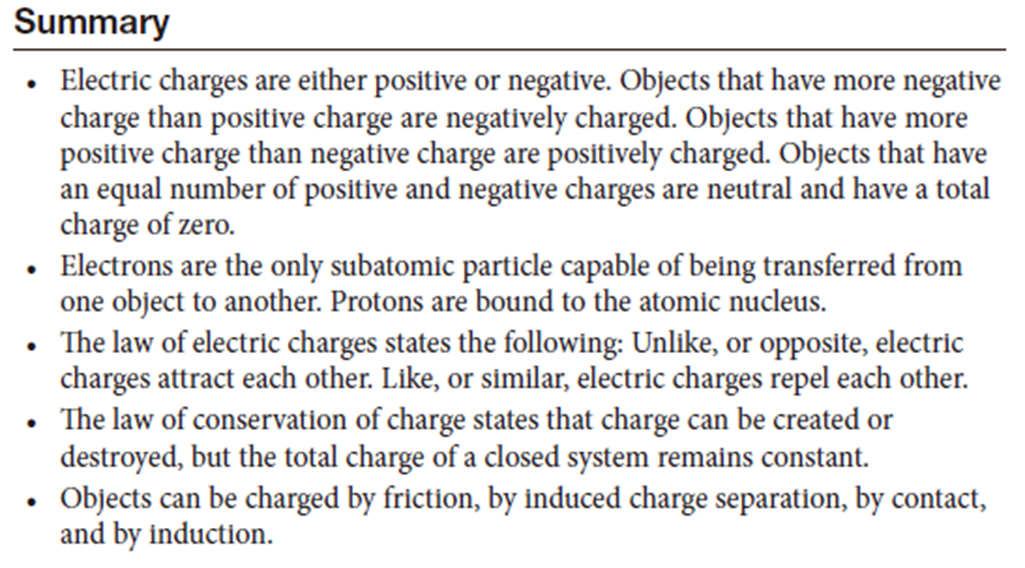 Summary
• Electric charges are either positive or negative. Objects that have more negative
charge than positive charge are negatively charged. Objects that have more
positive charge than negative charge are positively charged. Objects that have
an equal number of positive and negative charges are neutral and have a total
charge of zero.
• Electrons are the only subatomic particle capable of being transferred from
one object to another. Protons are bound to the atomic nucleus.
• The law of electric charges states the following: Unlike, or opposite, electric
charges attract each other. Like, or similar, electric charges repel each other.
• The law of conservation of charge states that charge can be created or
destroyed, but the total charge of a closed system remains constant.
• Objects can be charged by friction, by induced charge separation, by contact,
and by induction.